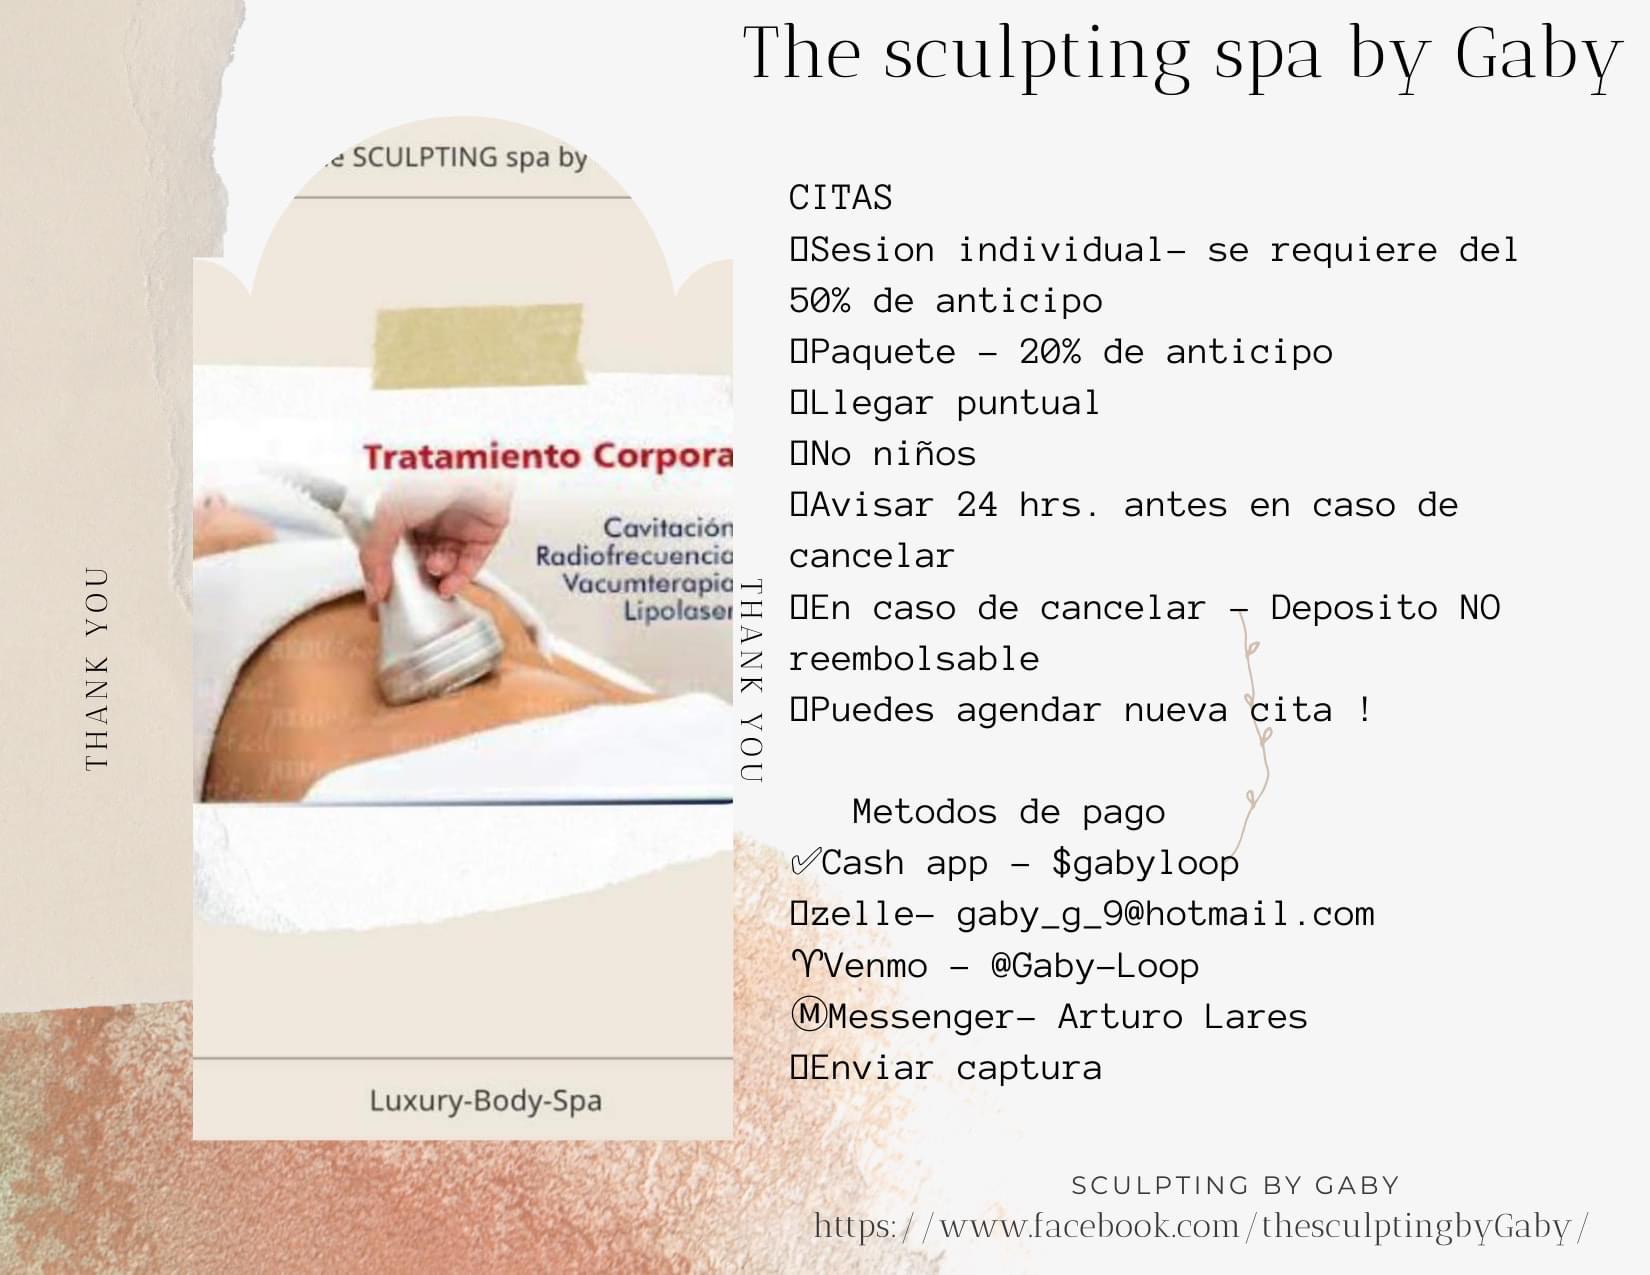 The sculpting spa by Gaby
e SCULPTING spa by
Tratamiento Corpora
Cavitación
Radiofrecuencia
Vacumterapia
Lipolaser
Luxury-Body-Spa
THANK YOU
THANK YOU
CITAS
▯Sesion individual- se requiere del
50% de anticipo
▯Paquete - 20% de anticipo
▯Llegar puntual
▯No niños
▯Avisar 24 hrs. antes en caso de
cancelar
▯En caso de cancelar - Deposito NO
reembolsable
▯Puedes agendar nueva cita !
Metodos de pago
✅Cash app - $gabyloop
▯zelle- gaby_g_9@hotmail.com
♈Venmo - @Gaby-Loop
ⓂMessenger- Arturo Lares
▯Enviar captura
SCULPTING BY GABY
https://www.facebook.com/thesculptingbyGaby/